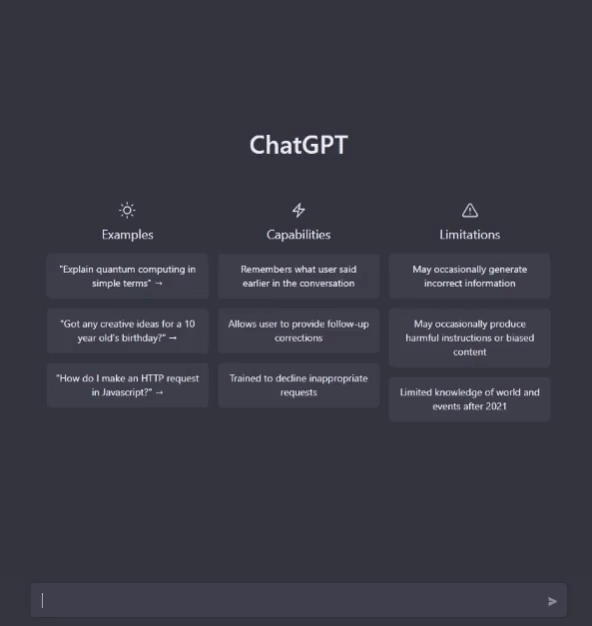 ChatGPT
Examples
"Explain quantum computing in
simple terms" →
"Got any creative ideas for a 10
year old's birthday?" →
"How do I make an HTTP request
in Javascript?" →
Capabilities
Remembers what user said
earlier in the conversation
Allows user to provide follow-up
corrections
Trained to decline inappropriate
requests
Limitations
May occasionally generate
incorrect information
May occasionally produce
harmful instructions or biased
content
Limited knowledge of world and
events after 2021